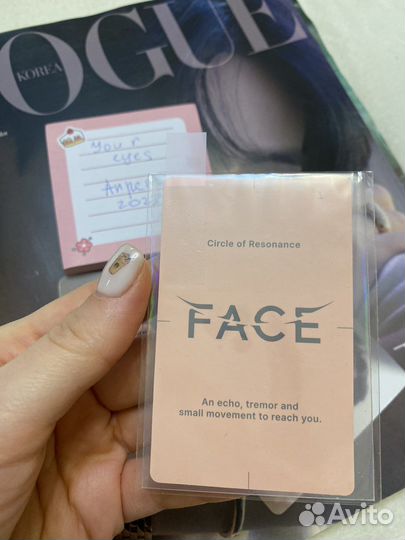 VOGUE
KOREA
your
eyes
Circle of Resonance
FACE
An echo, tremor and
small movement to reach you.
Avito